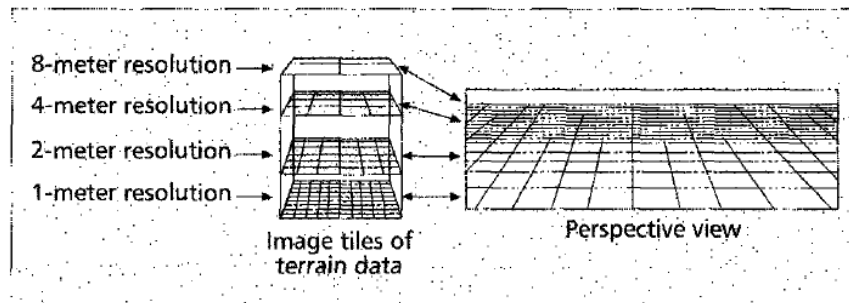 8-meter resolution
4-meter resolution
2-meter resolution
1-meter resolution
Image tiles of
terrain data
Perspective view